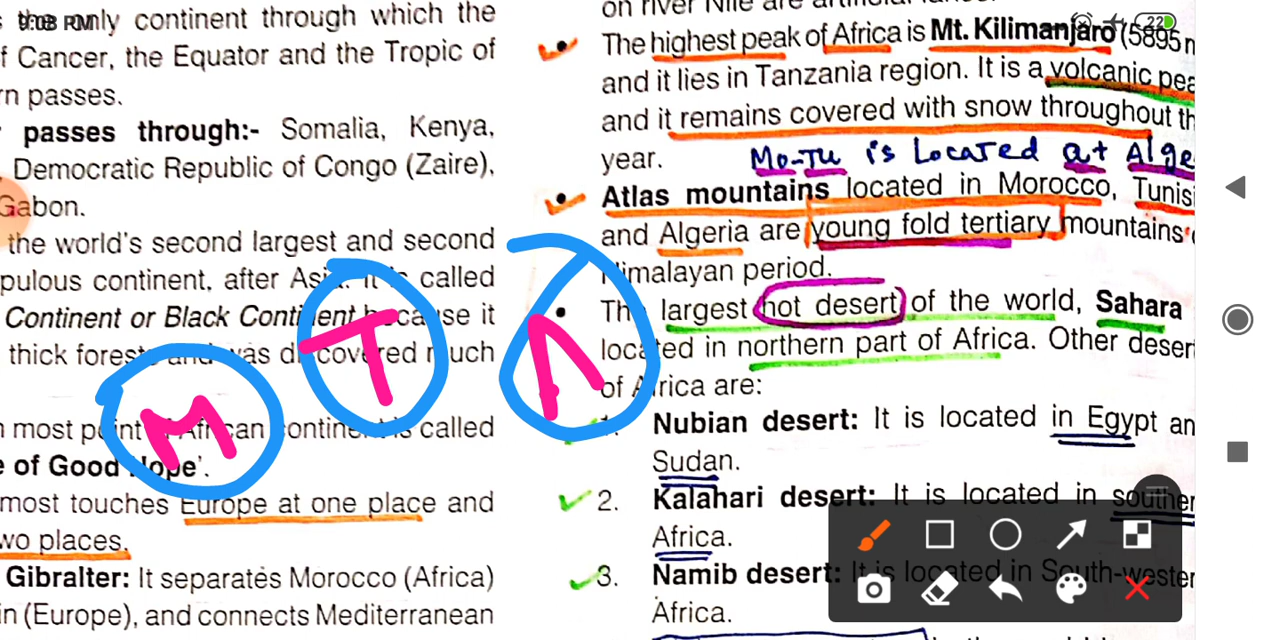 9:08 PM
the only continent through which the
f Cancer, the Equator and the Tropic of
rn passes.
passes through:- Somalia, Kenya,
Democratic Republic of Congo (Zaire),
Gabon.
the world's second largest and second
pulous continent, after Asia. It is called
Continent or Black Continent because it
thick forests and was discovered much
n most point of African continent is called
e of Good Hope'.
most touches Europe at one place and
wo places.
Gibralter: It separates Morocco (Africa)
in (Europe), and connects Mediterranean
M
T
A
22
on river Nile are artificial
The highest peak of Africa is Mt. Kilimanjaro (5895 m
and it lies in Tanzania region. It is a volcanic pea
and it remains covered with snow throughout th
year.
Mo-Tu is Located at Alge
Atlas mountains located in Morocco, Tunisi
and Algeria are young fold tertiary mountains
Himalayan period.
The largest hot desert of the world, Sahara
located in northern part of Africa. Other deser
of Africa are:
1. Nubian desert: It is located in Egypt an
Sudan.
2. Kalahari desert: It is located in souther
Africa.
3. Namib desert: It is located in South-wester
Africa.